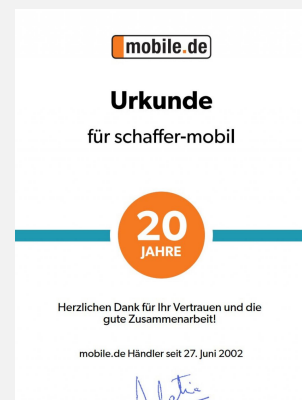 mobile.de
Urkunde
für schaffer-mobil
20
JAHRE
Herzlichen Dank für Ihr Vertrauen und die
gute Zusammenarbeit!
mobile.de Händler seit 27. Juni 2002